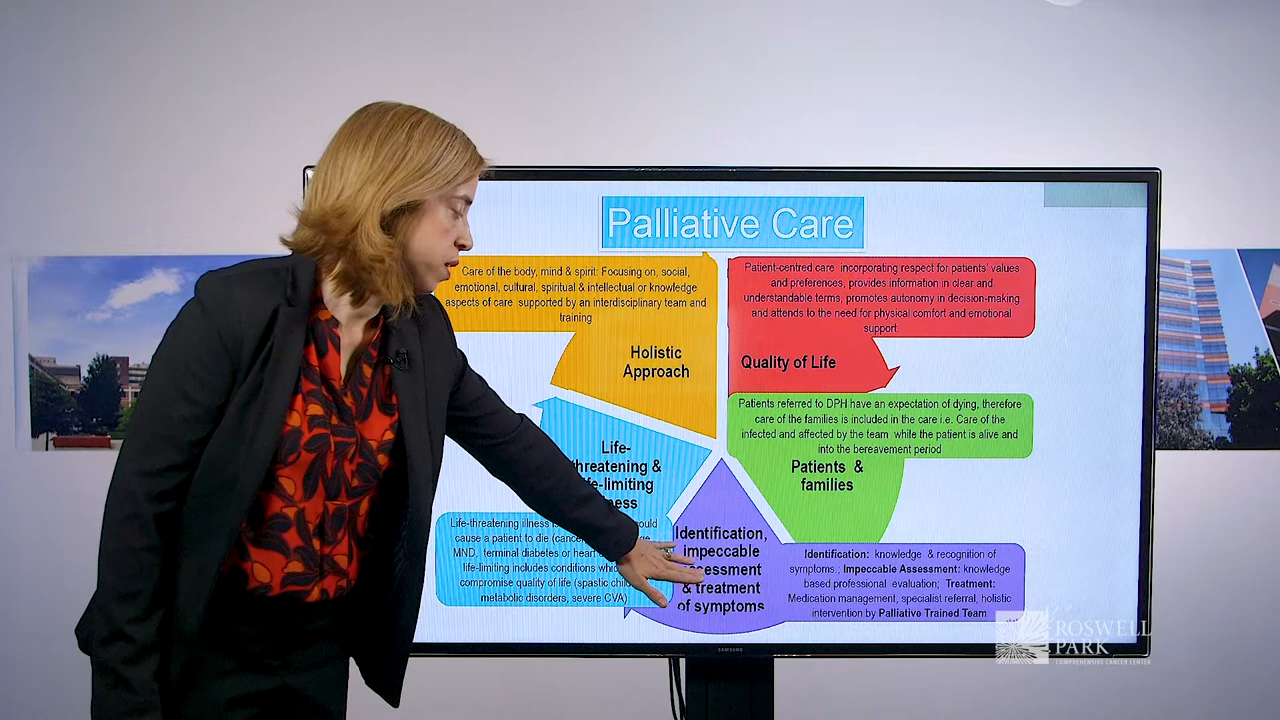 Palliative Care
Care of the body, mind & spirit: Focusing on, social,
emotional, cultural, spiritual & intellectual or knowledge
aspects of care supported by an interdisciplinary team and
training
Holistic
Approach
Patient-centred care incorporating respect for patients' values
and preferences, provides information in clear and
understandable terms, promotes autonomy in decision-making
and attends to the need for physical comfort and emotional
support.
Quality of Life
Patients referred to DPH have an expectation of dying, therefore
care of the families is included in the care i.e. Care of the
infected and affected by the team while the patient is alive and
into the bereavement period
Patients &
families
Life-
threatening &
life-limiting
Life-threatening illness
cause a patient to die
MND, terminal diabetes or heart
life-limiting includes conditions
compromise quality of life (spastic
metabolic disorders, severe CVA)
Identification,
impeccable
& treatment
of symptoms
Identification: knowledge & recognition of
symptoms,; Impeccable Assessment: knowledge
based professional evaluation; Treatment:
Medication management, specialist referral, holistic
intervention by Palliative Trained Team
SAMSUNG
ROSWELL
PARK
COMPREHENSIVE CANCER CENTER